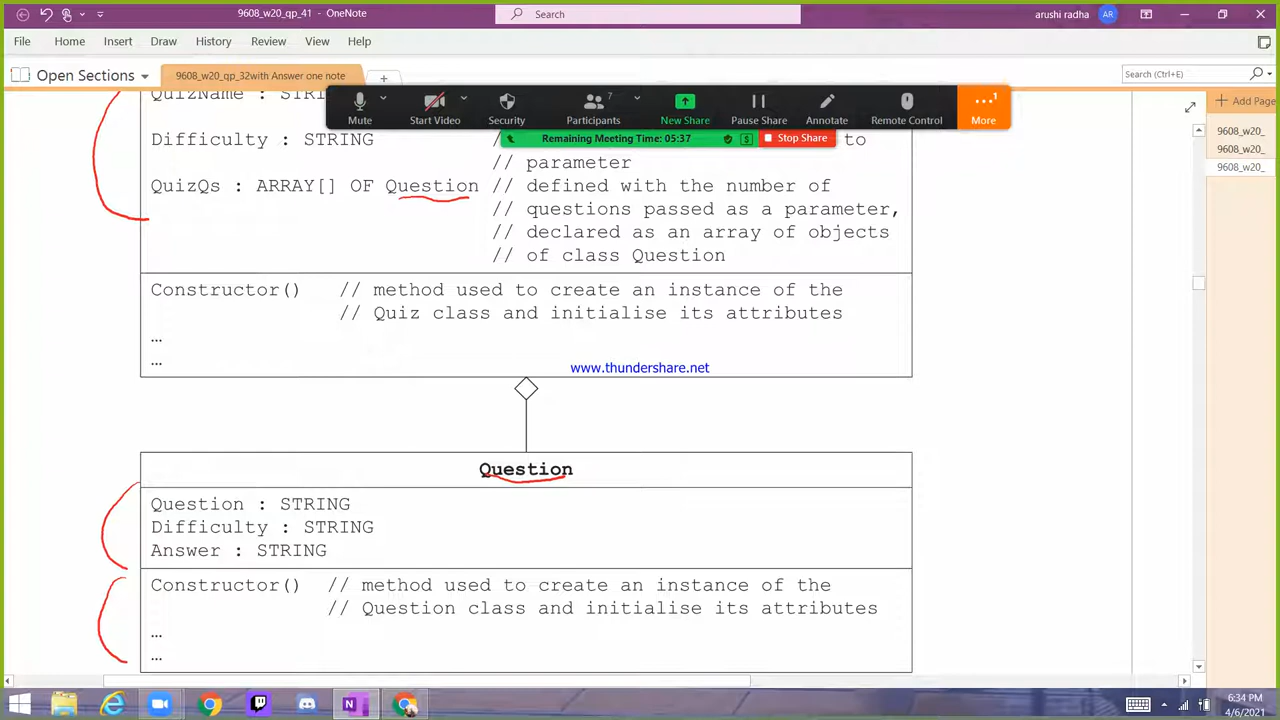 9608_w20_qp_41 - OneNote
Search
arushi radha
AR
File Home Insert Draw History Review View Help
Open Sections
9608_w20_qp_32with Answer one note
+
Search (Ctrl+E)
Add Page
9608_w20_
9608_w20_
9608_w20_
Mute
Start Video
Security
7
Participants
New Share
Pause Share
Annotate
Remote Control
1
More
Remaining Meeting Time: 05:37
$
Stop Share
QuizName : STRI
Difficulty : STRING to
// parameter
QuizQs : ARRAY[] OF Question // defined with the number of
// questions passed as a parameter,
// declared as an array of objects
// of class Question
Constructor() // method used to create an instance of the
// Quiz class and initialise its attributes
…
…
www.thundershare.net
Question
Question : STRING
Difficulty : STRING
Answer : STRING
Constructor() // method used to create an instance of the
// Question class and initialise its attributes
…
…
6:34 PM
4/6/2021